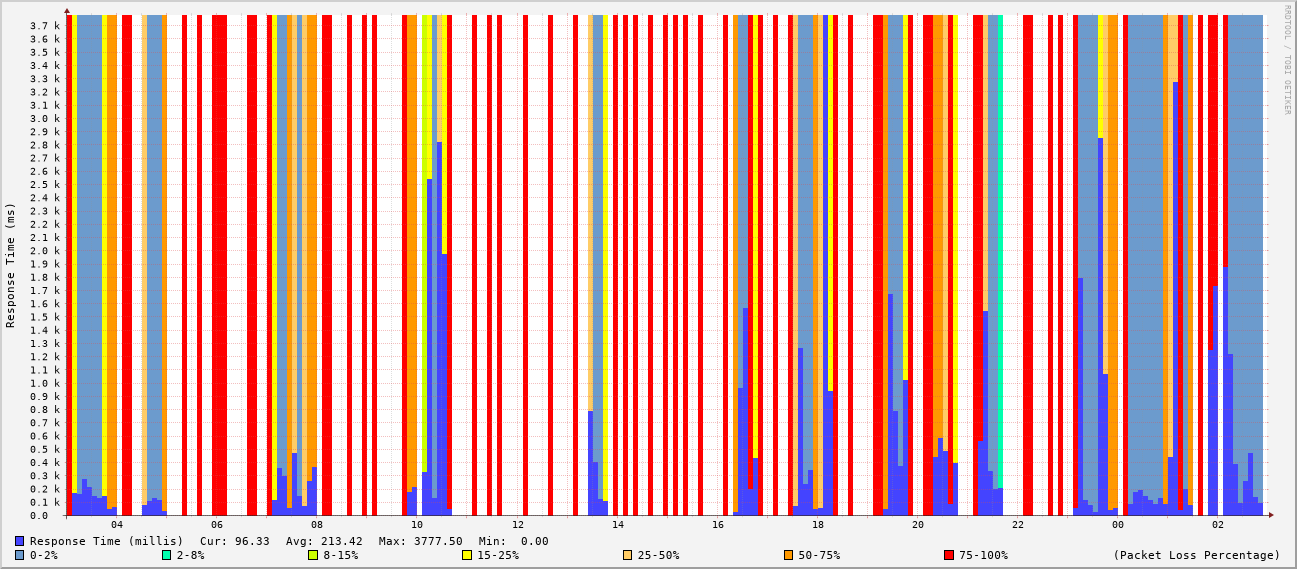 RRDTOOL / TOBI OETIKER
Response Time (ms)
3.7 k
3.6 k
3.5 k
3.4 k
3.3 k
3.2 k
3.1 k
3.0 k
2.9 k
2.8 k
2.7 k
2.6 k
2.5 k
2.4 k
2.3 k
2.2 k
2.1 k
2.0 k
1.9 k
1.8 k
1.7 k
1.6 k
1.5 k
1.4 k
1.3 k
1.2 k
1.1 k
1.0 k
0.9 k
0.8 k
0.7 k
0.6 k
0.5 k
0.4 k
0.3 k
0.2 k
0.1 k
0.0
04 06 08 10 12 14 16 18 20 22 00 02
Response Time (millis) Cur: 96.33 Avg: 213.42 Max: 3777.50 Min: 0.00
0-2% 2-8% 8-15% 15-25% 25-50% 50-75% 75-100% (Packet Loss Percentage)